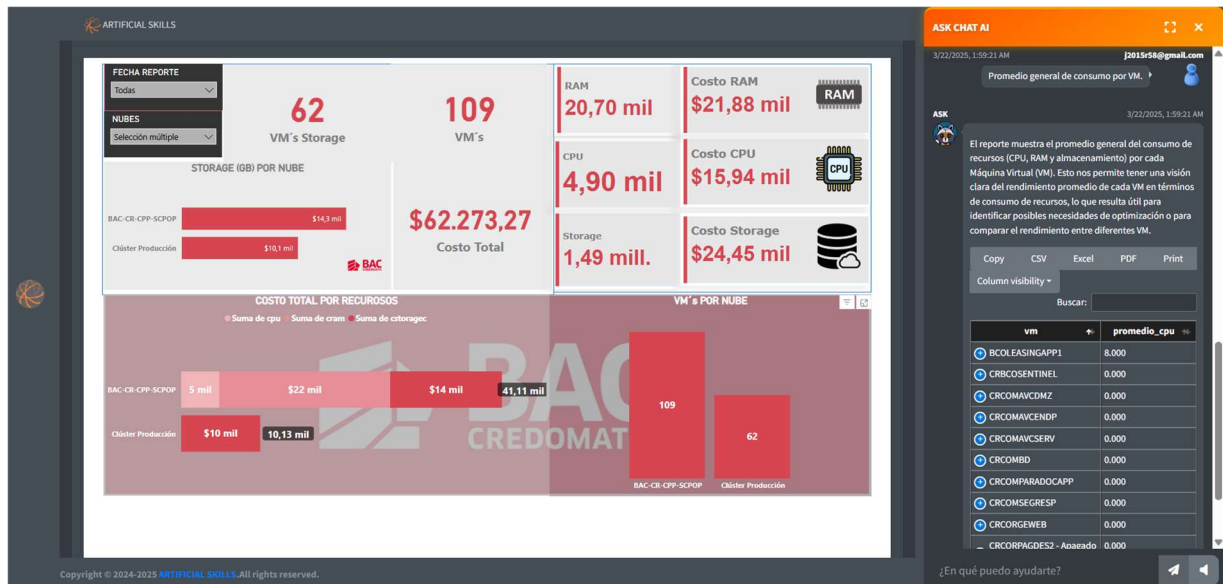 ARTIFICIAL SKILLS
FECHA REPORTE
Todas
NUBES
Selección múltiple
62
VM´s Storage
109
VM´s
STORAGE (GB) POR NUBE
BAC-CR-CPP-SCPOP
$14,3 mil
Clúster Producción
$10,1 mil
BAC
CREDOMATIC
$62.273,27
Costo Total
RAM
20,70 mil
Costo RAM
$21,88 mil
RAM
CPU
4,90 mil
Costo CPU
$15,94 mil
CPU
Storage
1,49 mill.
Costo Storage
$24,45 mil
COSTO TOTAL POR RECUROSOS
Suma de cpu
Suma de cram
Suma de cstoragec
BAC-CR-CPP-SCPOP
5 mil
$22 mil
$14 mil
41,11 mil
Clúster Producción
$10 mil
10,13 mil
BAC
CREDOMAT
VM´s POR NUBE
109
62
BAC-CR-CPP-SCPOP
Clúster Producción
Copyright © 2024-2025 ARTIFICIAL SKILLS.All rights reserved.
ASK CHAT AI
3/22/2025, 1:59:21 AM
j2015r58@gmail.com
Promedio general de consumo por VM.
ASK
3/22/2025, 1:59:21 AM
El reporte muestra el promedio general del consumo de
recursos (CPU, RAM y almacenamiento) por cada
Máquina Virtual (VM). Esto nos permite tener una visión
clara del rendimiento promedio de cada VM en términos
de consumo de recursos, lo que resulta útil para
identificar posibles necesidades de optimización o para
comparar el rendimiento entre diferentes VM.
Copy CSV Excel PDF Print
Column visibility
Buscar:
vm promedio_cpu
BCOLEASINGAPP1 8.000
CRBCOSENTINEL 0.000
CRCOMAVCDMZ 0.000
CRCOMAVCENDP 0.000
CRCOMAVCSERV 0.000
CRCOMBD 0.000
CRCOMPARADOCAPP 0.000
CRCOMSEGRESP 0.000
CRCORGEWEB 0.000
CRCORPAGDES2 - Apagado 0.000
¿En qué puedo ayudarte?